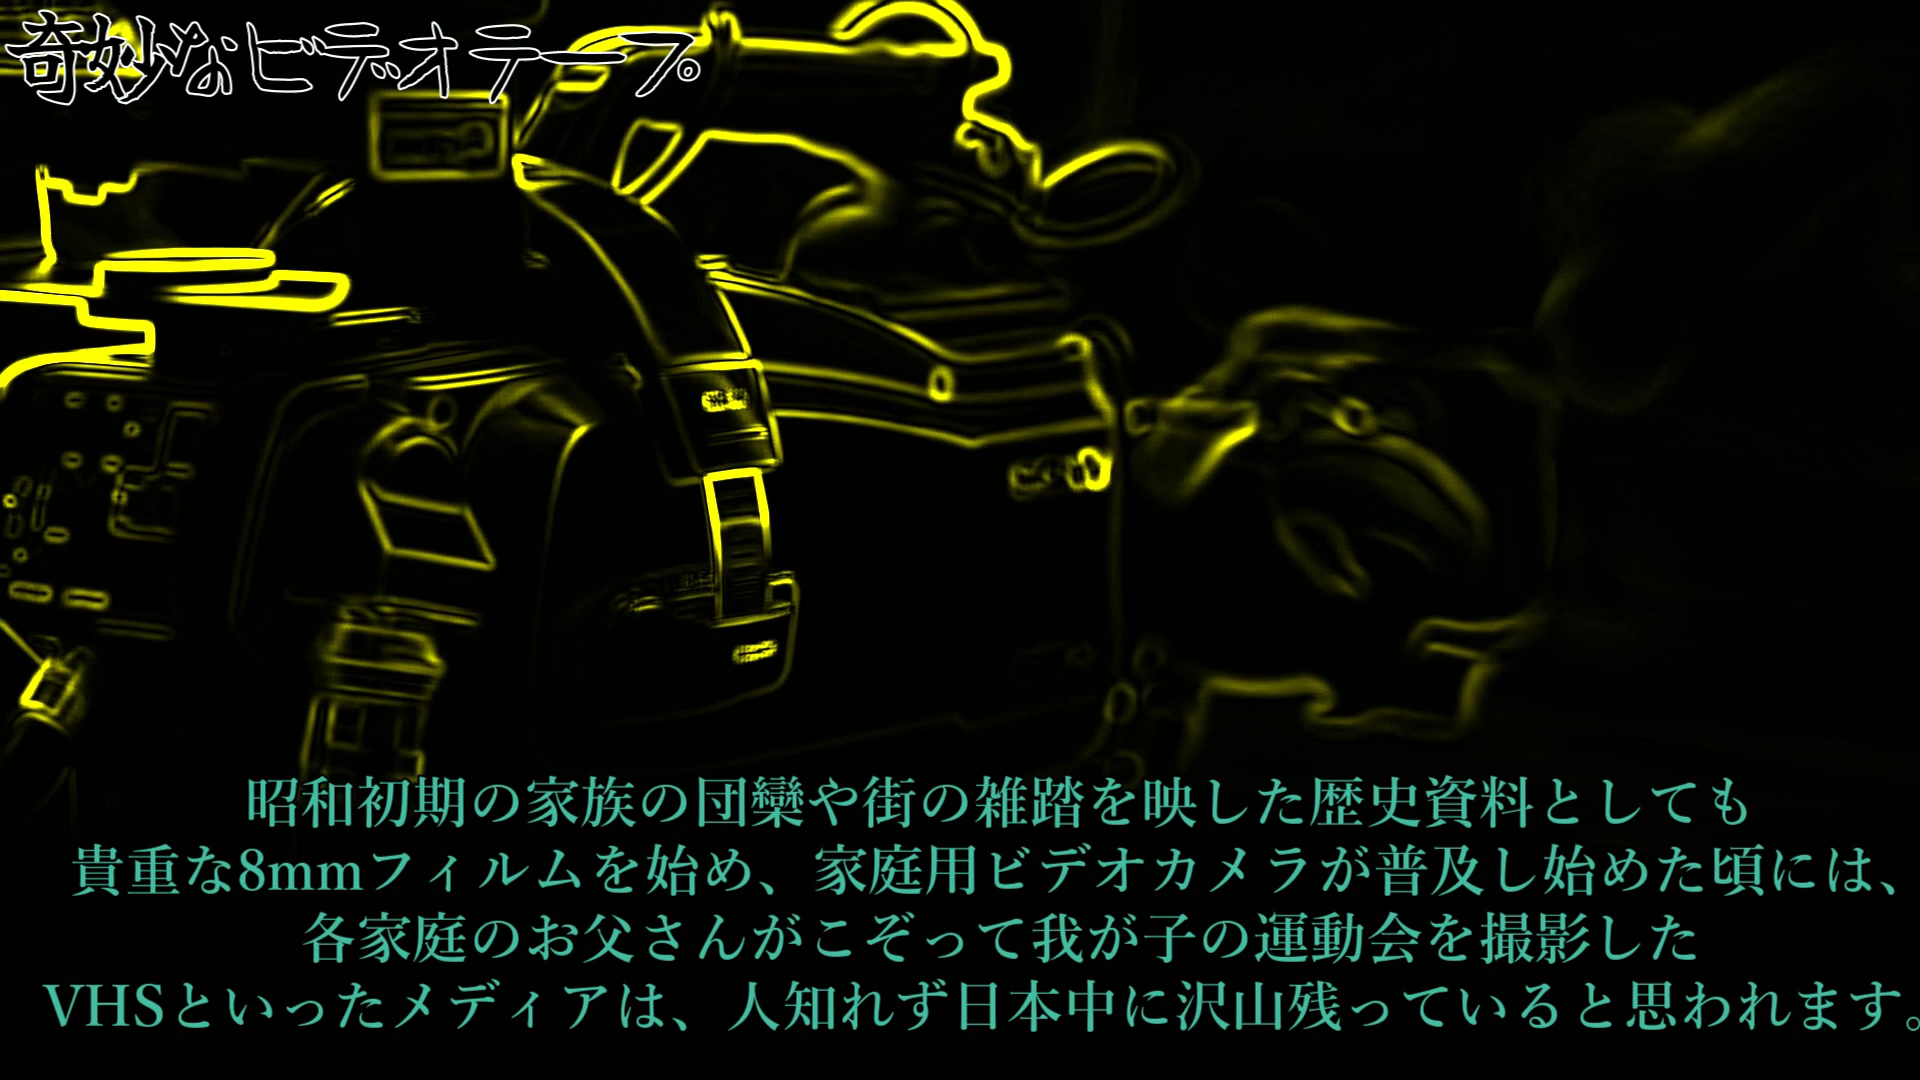 奇妙なビデオテープ
昭和初期の家族の団欒や街の雑踏を映した歴史資料としても
貴重な8mmフィルムを始め、家庭用ビデオカメラが普及し始めた頃には、
各家庭のお父さんがこぞって我が子の運動会を撮影した
VHSといったメディアは、人知れず日本中に沢山残っていると思われます。